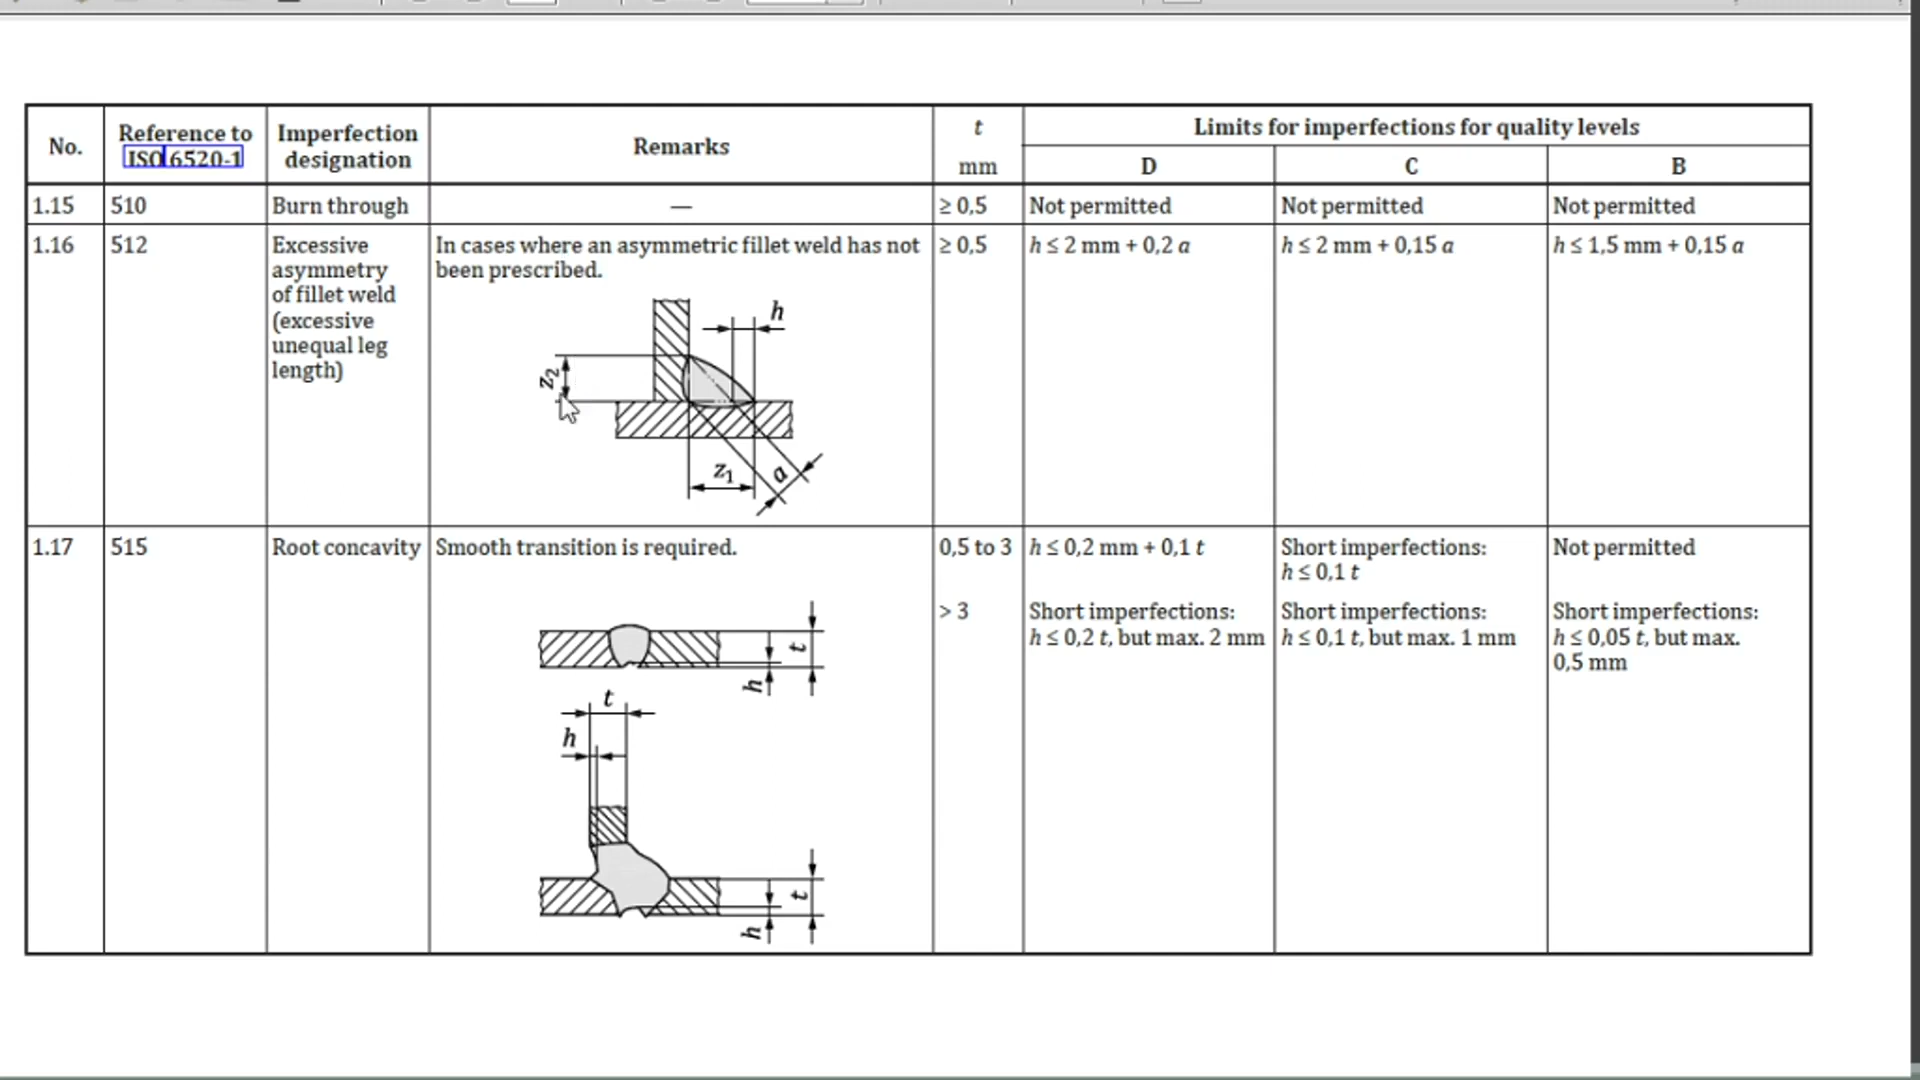 No.
Reference to
ISO 6520-1
Imperfection
designation
Remarks
t
mm
Limits for imperfections for quality levels
D
C
B
1.15
510
Burn through
—
≥ 0,5
Not permitted
Not permitted
Not permitted
1.16
512
Excessive
asymmetry
of fillet weld
(excessive
unequal leg
length)
In cases where an asymmetric fillet weld has not
been prescribed.
h
z2
z1
a
≥ 0,5
h ≤ 2 mm + 0,2 a
h ≤ 2 mm + 0,15 a
h ≤ 1,5 mm + 0,15 a
1.17
515
Root concavity
Smooth transition is required.
t
h
t
h
t
h
0,5 to 3
h ≤ 0,2 mm + 0,1 t
Short imperfections:
h ≤ 0,1 t
Not permitted
> 3
Short imperfections:
h ≤ 0,2 t, but max. 2 mm
Short imperfections:
h ≤ 0,1 t, but max. 1 mm
Short imperfections:
h ≤ 0,05 t, but max.
0,5 mm